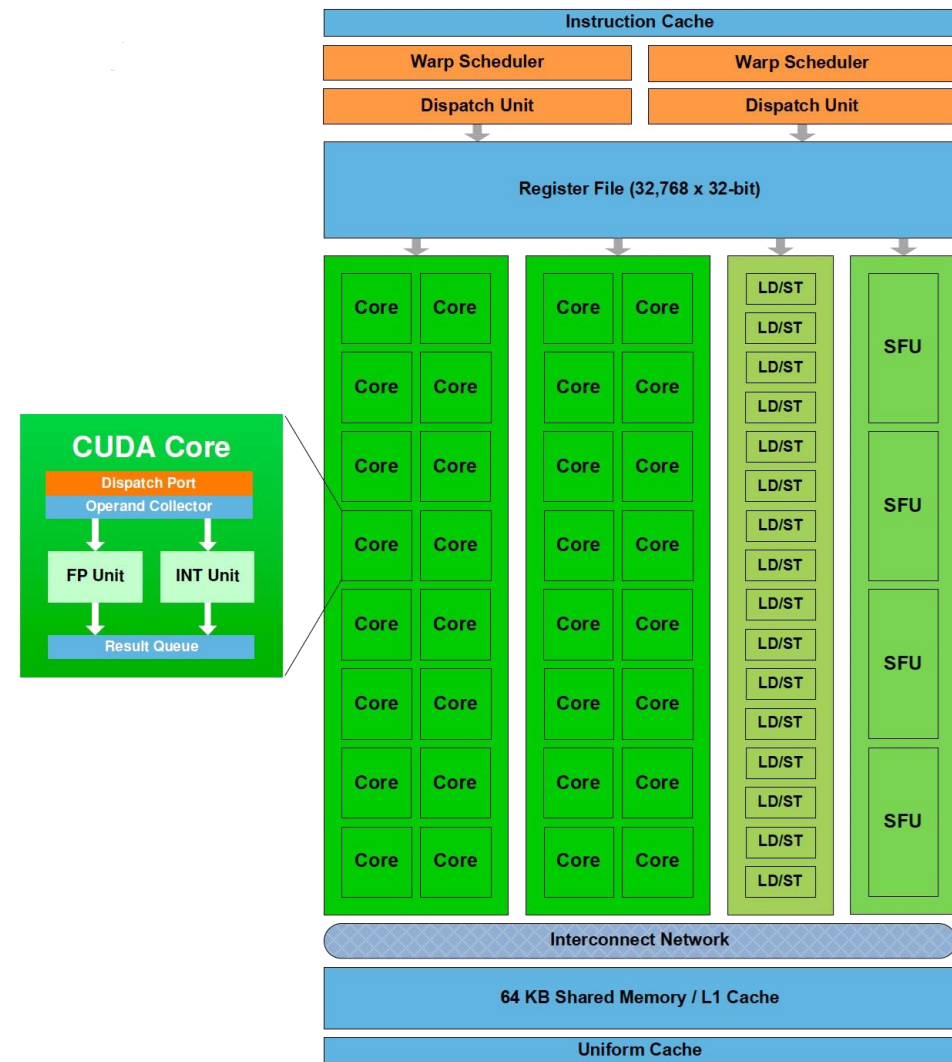 Instruction Cache
Warp Scheduler
Warp Scheduler
Dispatch Unit
Dispatch Unit
Register File (32,768 x 32-bit)
Core Core Core Core LD/ST
LD/ST
SFU
Core Core Core Core LD/ST
LD/ST
Core Core Core Core LD/ST
LD/ST
SFU
Core Core Core Core LD/ST
LD/ST
Core Core Core Core LD/ST
LD/ST
SFU
Core Core Core Core LD/ST
LD/ST
Core Core Core Core LD/ST
LD/ST
SFU
Core Core Core Core LD/ST
LD/ST
CUDA Core
Dispatch Port
Operand Collector
FP Unit INT Unit
Result Queue
Interconnect Network
64 KB Shared Memory / L1 Cache
Uniform Cache